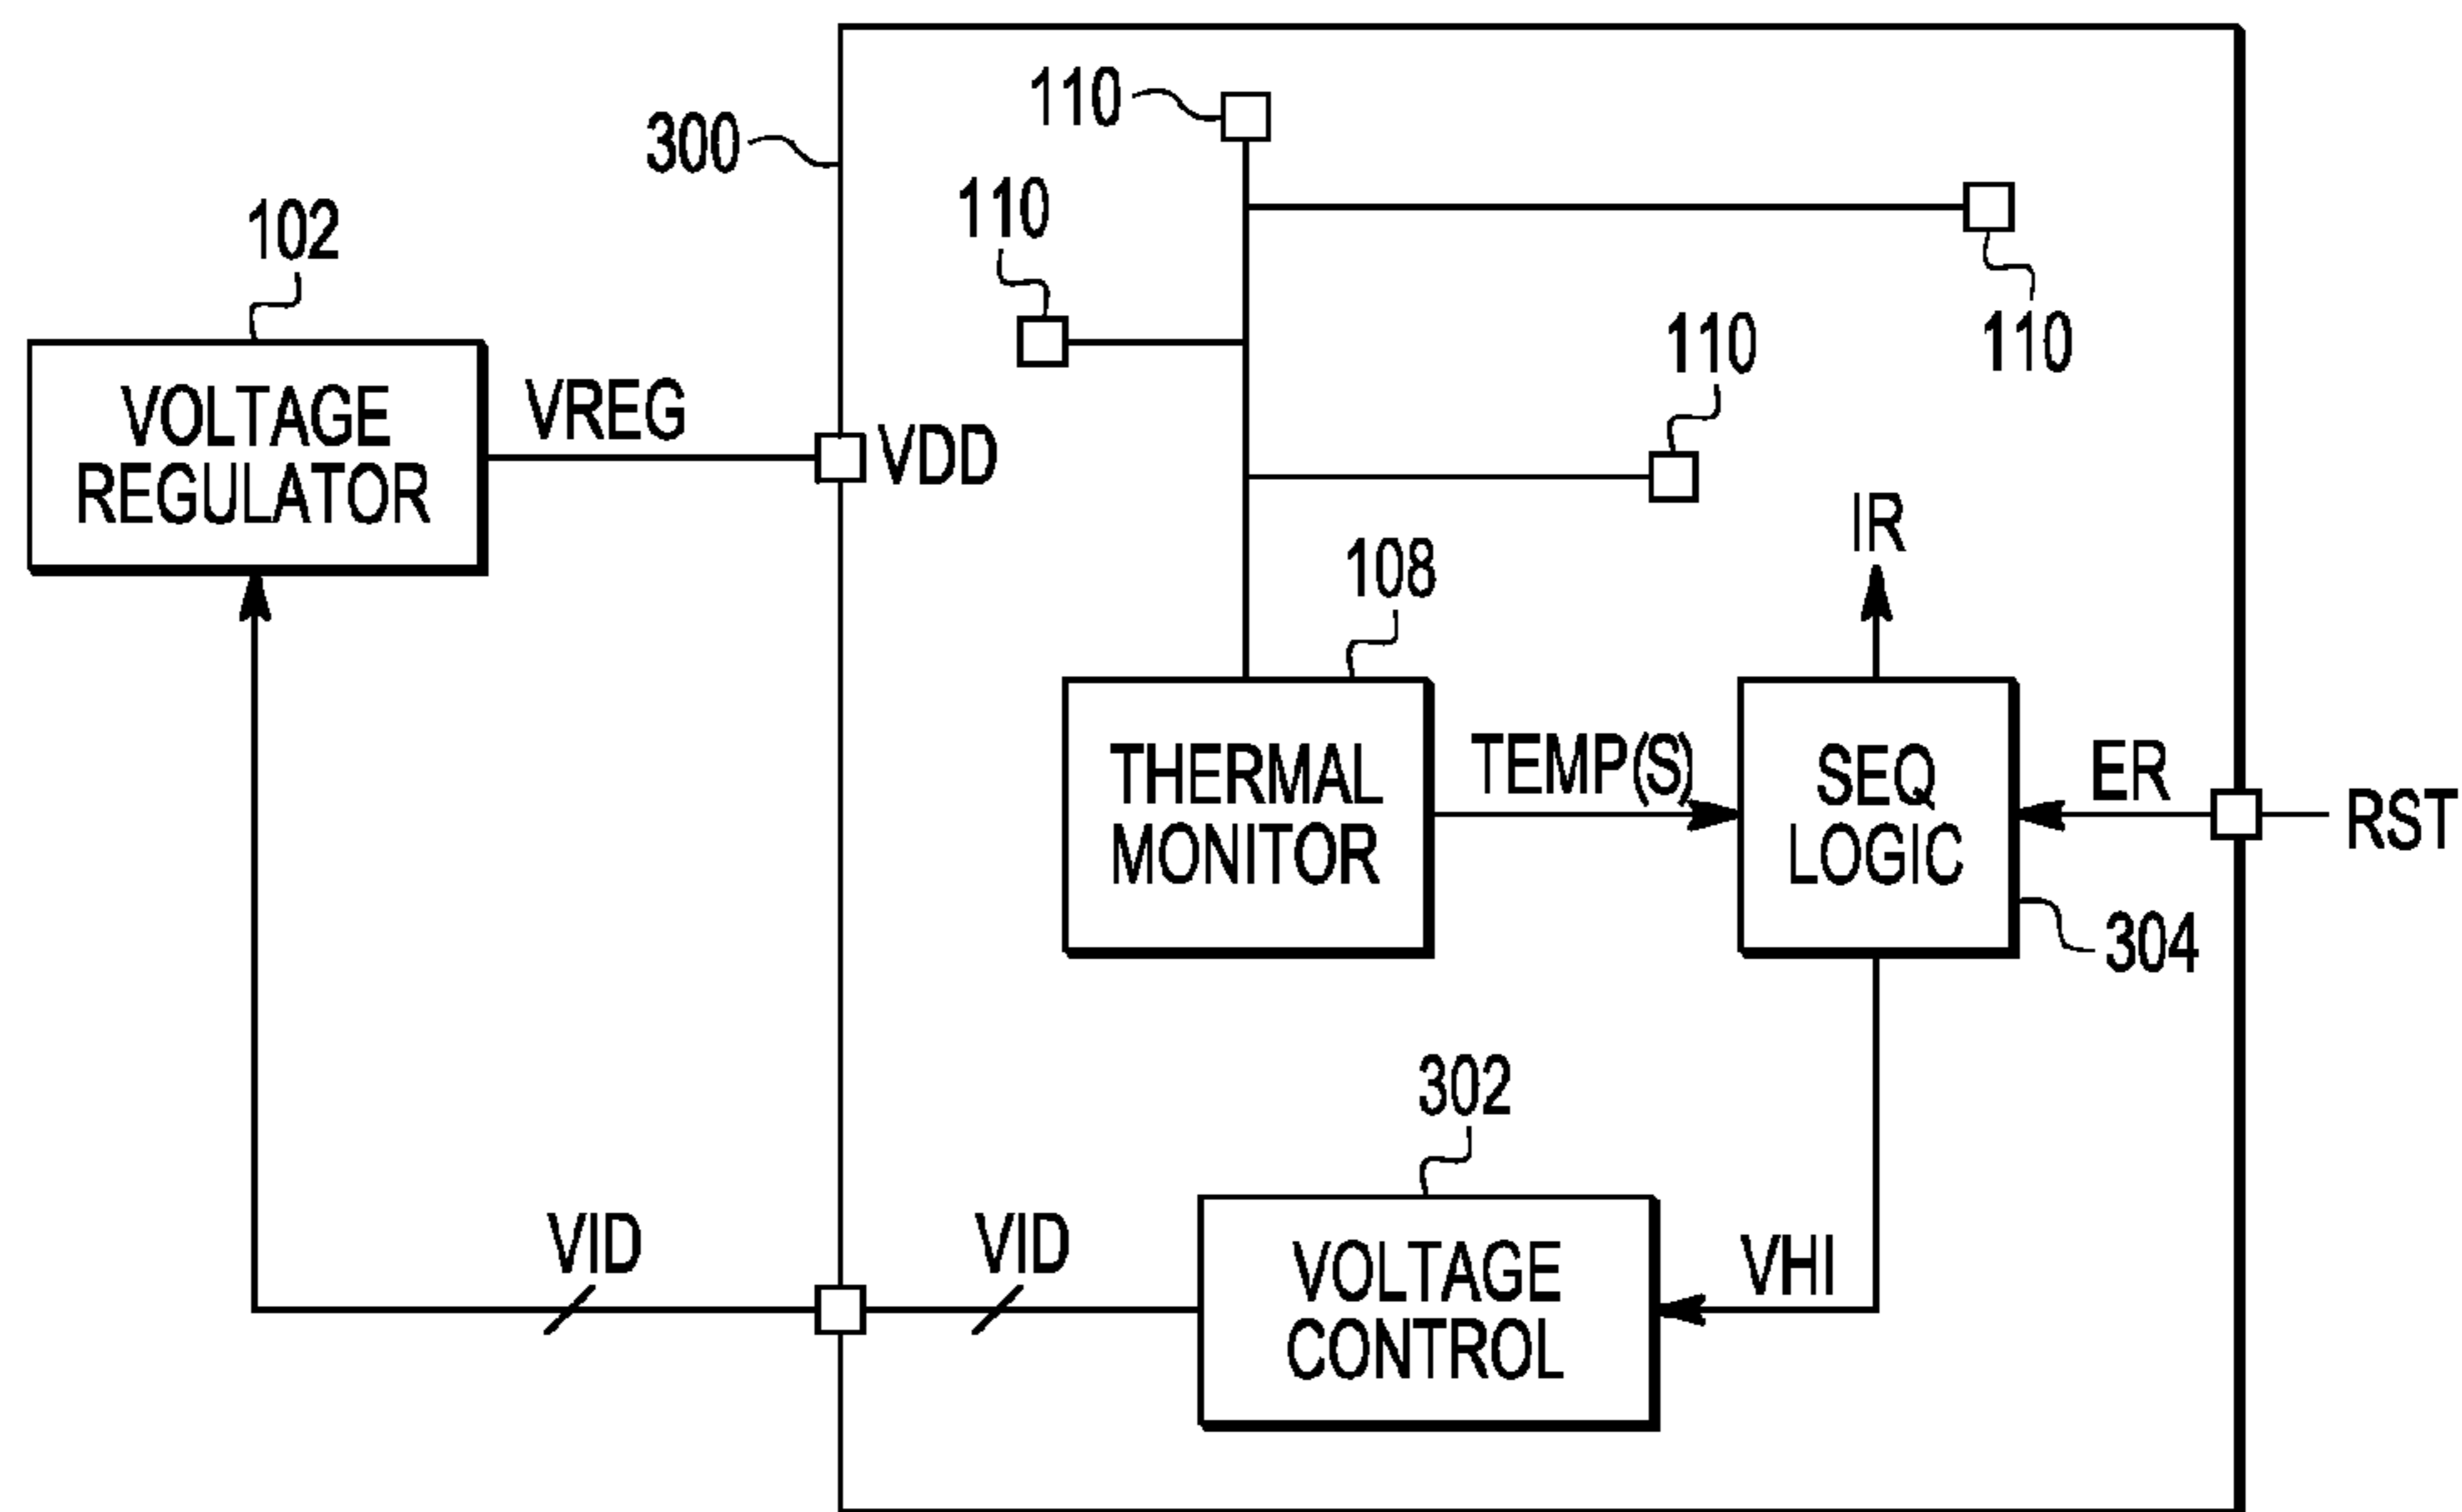 110
300
110
102
110
110
VOLTAGE
REGULATOR
VREG
VDD
IR
108
THERMAL
MONITOR
TEMP(S)
SEQ
LOGIC
ER
RST
304
302
VID
VID
VOLTAGE
CONTROL
VHI